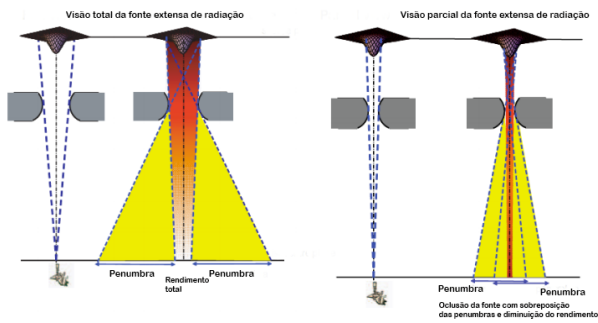 Visão total da fonte extensa de radiação
Penumbra
Rendimento
total
Penumbra
Visão parcial da fonte extensa de radiação
Penumbra
Penumbra
Oclusão da fonte com sobreposição
das penumbras e diminuição do rendimento